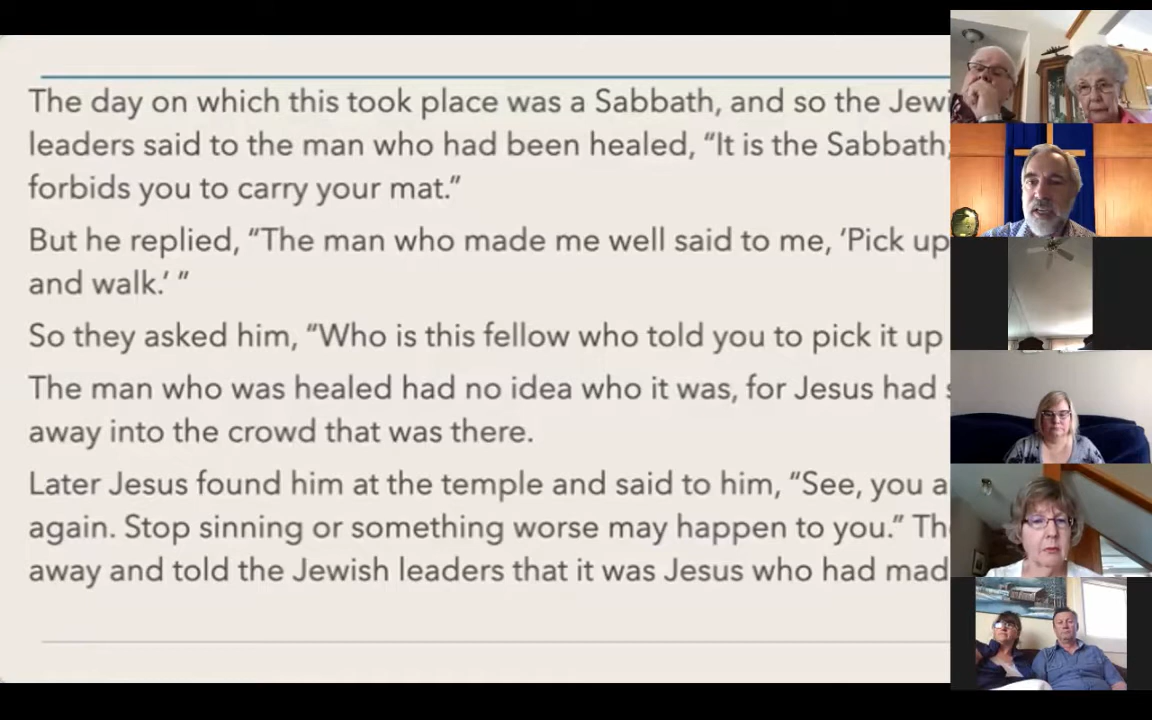 The day on which this took place was a Sabbath, and so the
leaders said to the man who had been healed, “It is the Sabbath;
forbids you to carry your mat.”
But he replied, “The man who made me well said to me, ‘Pick up
and walk.’ ”
So they asked him, “Who is this fellow who told you to pick it up
The man who was healed had no idea who it was, for Jesus had
away into the crowd that was there.
Later Jesus found him at the temple and said to him, “See, you
again. Stop sinning or something worse may happen to you.”
away and told the Jewish leaders that it was Jesus who had